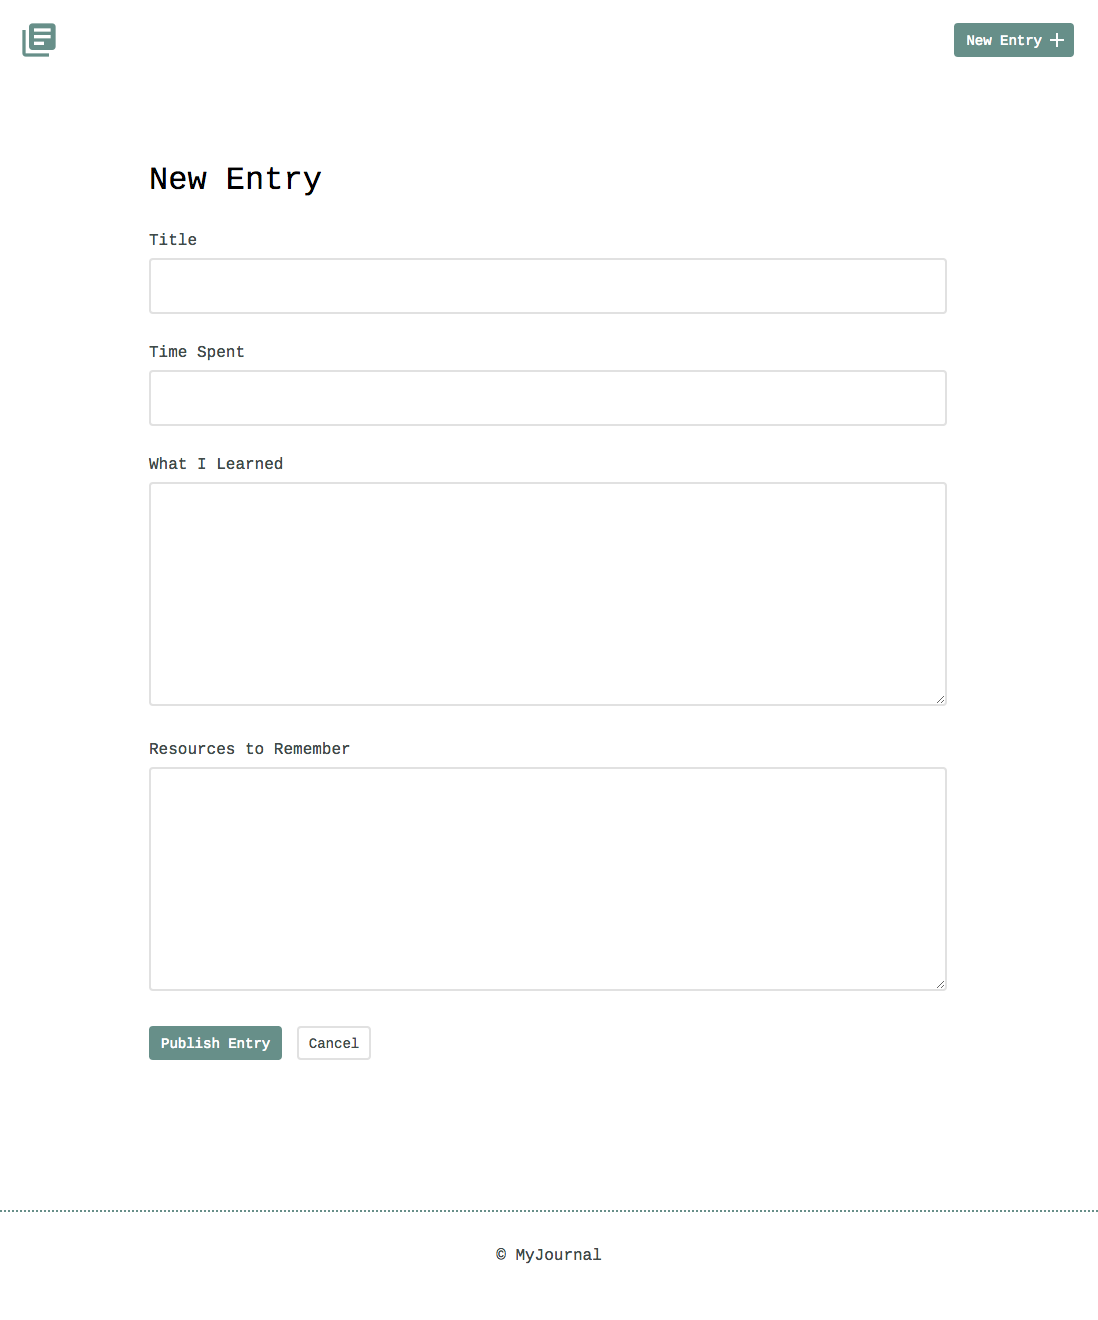 New Entry
New Entry
Title
Time Spent
What I Learned
Resources to Remember
Publish Entry
Cancel
© MyJournal